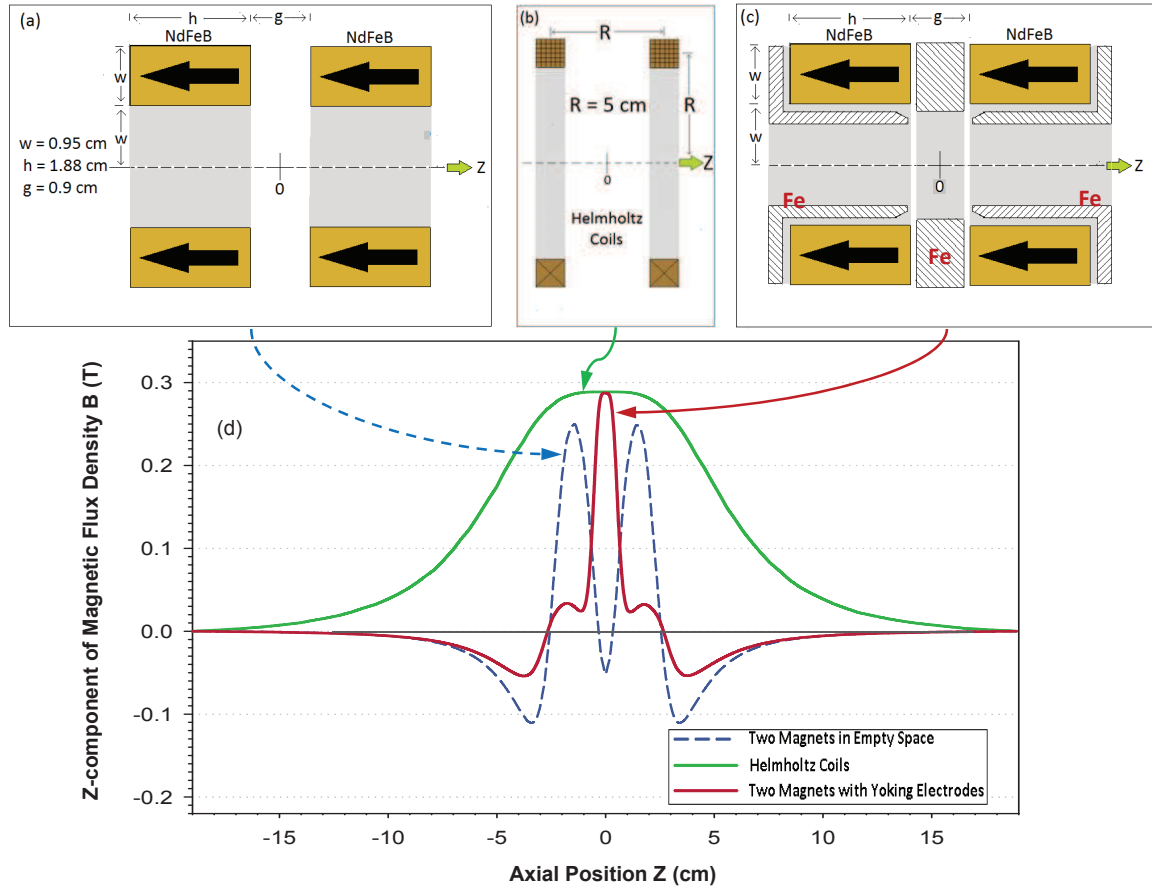 (a)
h
g
NdFeB
NdFeB
w
w
w = 0.95 cm
h = 1.88 cm
g = 0.9 cm
0
Z
(b)
R
R = 5 cm
R
Z
0
Helmholtz
Coils
(c)
h
g
NdFeB
NdFeB
w
w
0
Z
Fe
Fe
Fe
(d)
Z-component of Magnetic Flux Density B (T)
0.3
0.2
0.1
0.0
-0.1
-0.2
-15
-10
-5
0
5
10
15
Axial Position Z (cm)
Two Magnets in Empty Space
Helmholtz Coils
Two Magnets with Yoking Electrodes